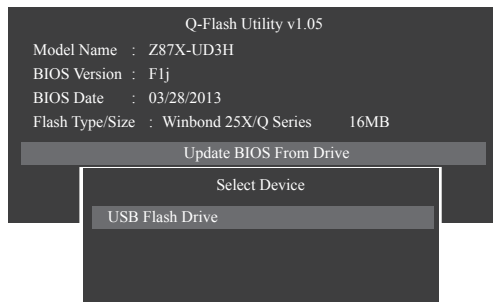 Q-Flash Utility v1.05
Model Name : Z87X-UD3H
BIOS Version : F1j
BIOS Date : 03/28/2013
Flash Type/Size : Winbond 25X/Q Series 16MB
Update BIOS From Drive
Select Device
USB Flash Drive